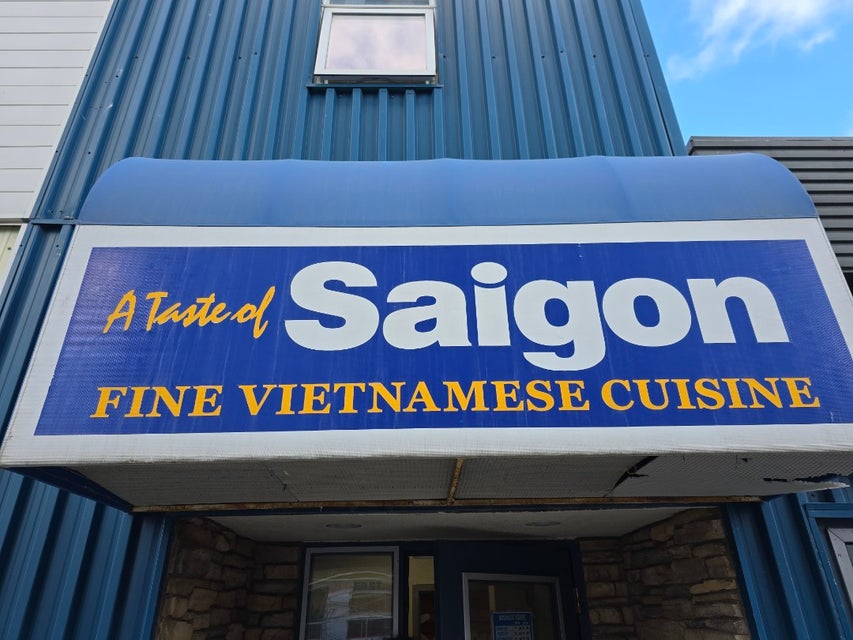 A Taste of Saigon
FINE VIETNAMESE CUISINE